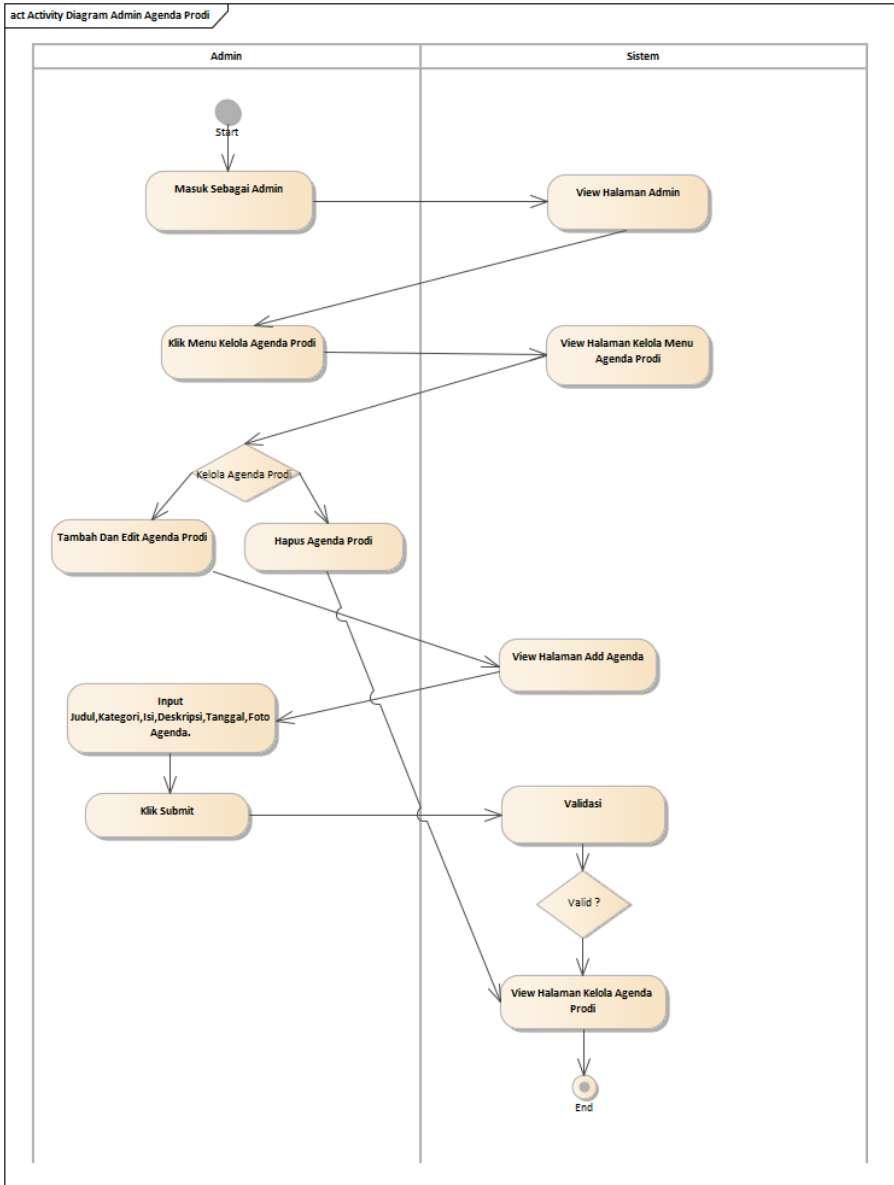 act Activity Diagram Admin Agenda Prodi
Admin
Sistem
Start
Masuk Sebagai Admin
View Halaman Admin
Klik Menu Kelola Agenda Prodi
View Halaman Kelola Menu
Agenda Prodi
Kelola Agenda Prodi
Tambah Dan Edit Agenda Prodi
Hapus Agenda Prodi
View Halaman Add Agenda
Input
Judul,Kategori,Isi,Deskripsi,Tanggal,Foto
Agenda.
Klik Submit
Validasi
Valid ?
View Halaman Kelola Agenda
Prodi
End